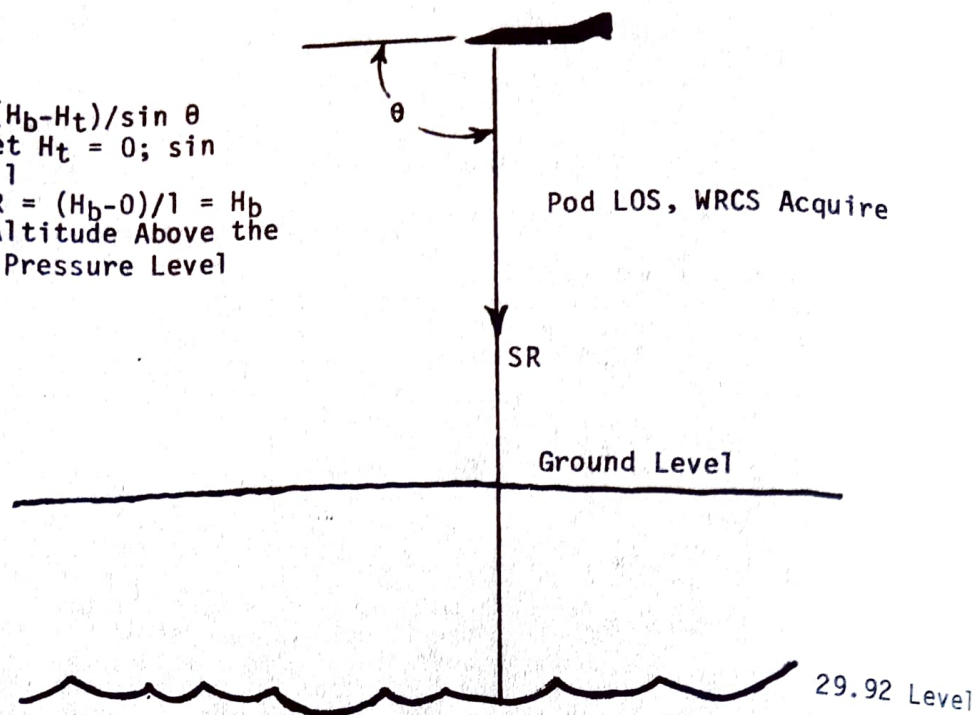 (Hb-Ht)/sin θ
et Ht = 0; sin
1
R = (Hb-0)/1 = Hb
Altitude Above the
Pressure Level
θ
Pod LOS, WRCS Acquire
SR
Ground Level
29.92 Level